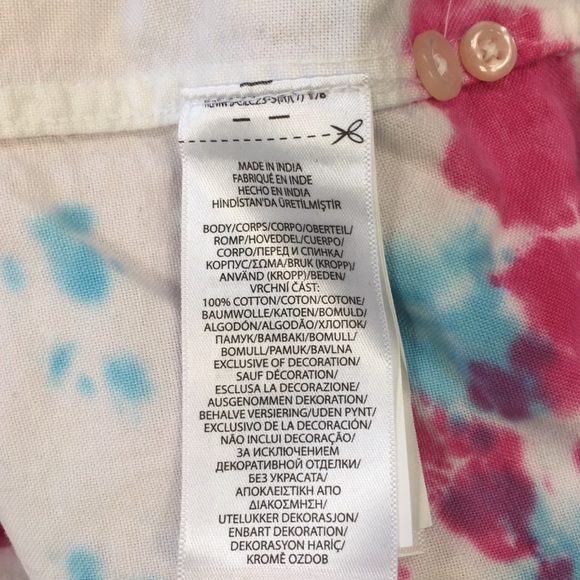 MADE IN INDIA
FABRIQUÉ EN INDE
HECHO EN INDIA
HİNDİSTAN'DA ÜRETİLMİŞTİR
BODY/CORPS/CORPO/OBERTEIL/
ROMP/HOVEDDEL/CUERPO/
CORPO/ПЕРЕД И СПИНКА/
КОРПУС/ΣΩΜΑ/BRUK (KROPP)/
ANVÄND (KROPP)/BEDEN/
VRCHNÍ ČÁST:
100% COTTON/COTON/COTONE/
BAUMWOLLE/KATOEN/BOMULD/
ALGODÓN/ALGODÃO/ХЛОПОК/
ПАМУК/ΒΑΜΒΑΚΙ/BOMULL/
BOMULL/PAMUK/BAVLNA
EXCLUSIVE OF DECORATION/
SAUF DÉCORATION/
ESCLUSA LA DECORAZIONE/
AUSGENOMMEN DEKORATION/
BEHALVE VERSIERING/UDEN PYNT/
EXCLUSIVO DE LA DECORACIÓN/
NÃO INCLUI DECORAÇÃO/
ЗА ИСКЛЮЧЕНИЕМ
ДЕКОРАТИВНОЙ ОТДЕЛКИ/
БЕЗ УКРАСАТА/
ΑΠΟΚΛΕΙΣΤΙΚΗ ΑΠΟ
ΔΙΑΚΟΣΜΗΣΗ/
UTELUKKER DEKORASJON/
ENBART DEKORATION/
DEKORASYON HARİÇ/
KROMĚ OZDOB